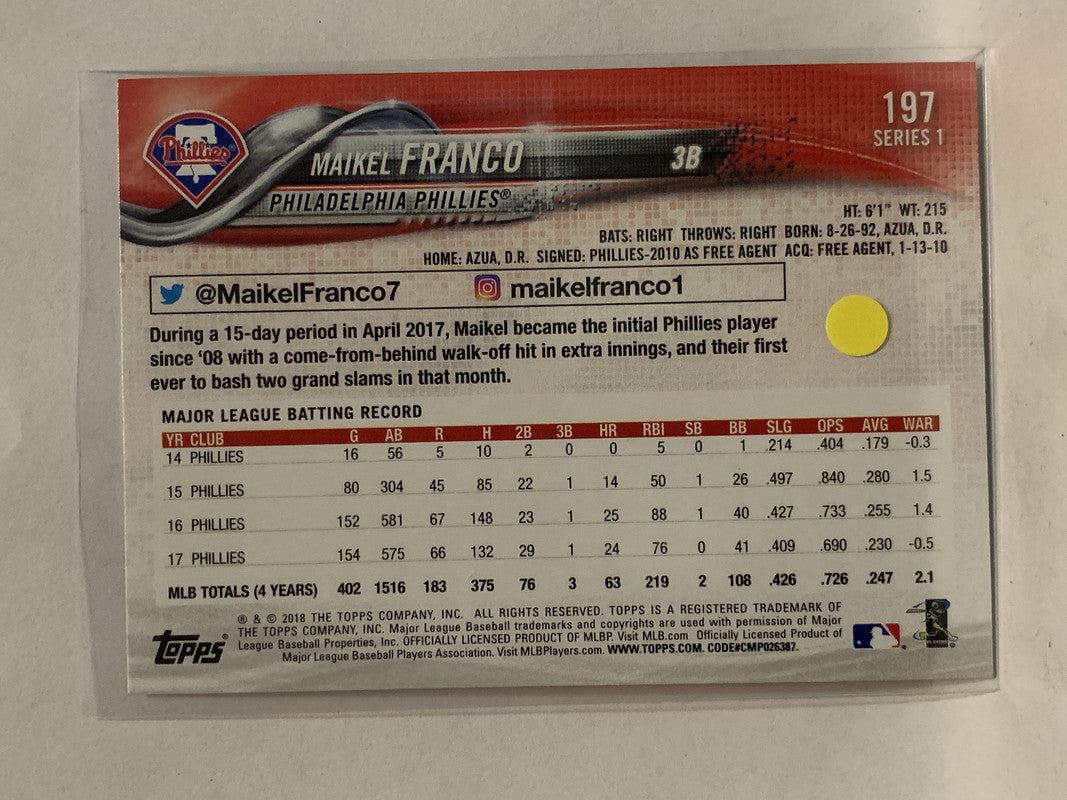 197
SERIES 1
Phillies
MAIKEL FRANCO 3B
PHILADELPHIA PHILLIES®
HT: 6'1" WT: 215
BATS: RIGHT THROWS: RIGHT BORN: 8-26-92, AZUA, D.R.
HOME: AZUA, D.R. SIGNED: PHILLIES-2010 AS FREE AGENT ACQ: FREE AGENT, 1-13-10
@MaikelFranco7 maikelfranco1
During a 15-day period in April 2017, Maikel became the initial Phillies player
since '08 with a come-from-behind walk-off hit in extra innings, and their first
ever to bash two grand slams in that month.
MAJOR LEAGUE BATTING RECORD
YR CLUB G AB R H 2B 3B HR RBI SB BB SLG OPS AVG WAR
14 PHILLIES 16 56 5 10 2 0 0 5 0 1 .214 .404 .179 -0.3
15 PHILLIES 80 304 45 85 22 1 14 50 1 26 .497 .840 .280 1.5
16 PHILLIES 152 581 67 148 23 1 25 88 1 40 .427 .733 .255 1.4
17 PHILLIES 154 575 66 132 29 1 24 76 0 41 .409 .690 .230 -0.5
MLB TOTALS (4 YEARS) 402 1516 183 375 76 3 63 219 2 108 .426 .726 .247 2.1
® & © 2018 THE TOPPS COMPANY, INC. ALL RIGHTS RESERVED. TOPPS IS A REGISTERED TRADEMARK OF
THE TOPPS COMPANY, INC. Major League Baseball trademarks and copyrights are used with permission of Major
League Baseball Properties, Inc. OFFICIALLY LICENSED PRODUCT OF MLBP. Visit MLB.com Officially Licensed Product of
Major League Baseball Players Association. Visit MLBPlayers.com. WWW.TOPPS.COM. CODE#CMP026387.
Topps®